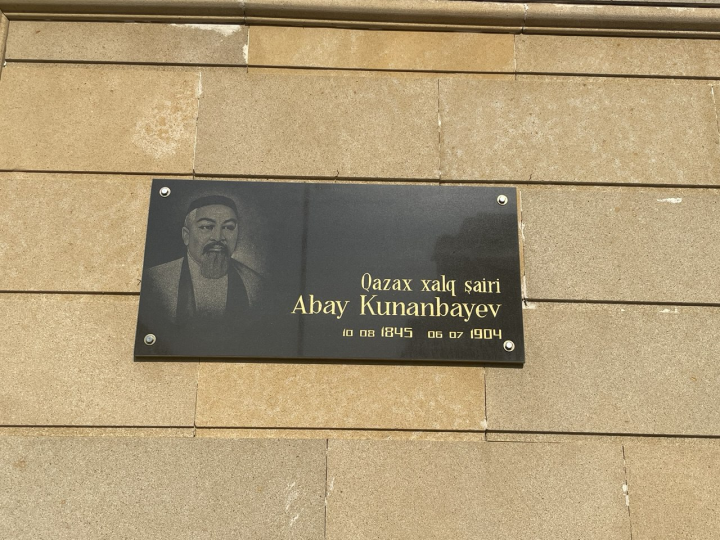 Qazax xalq şairi
Abay Kunanbayev
10 08 1845 06 07 1904